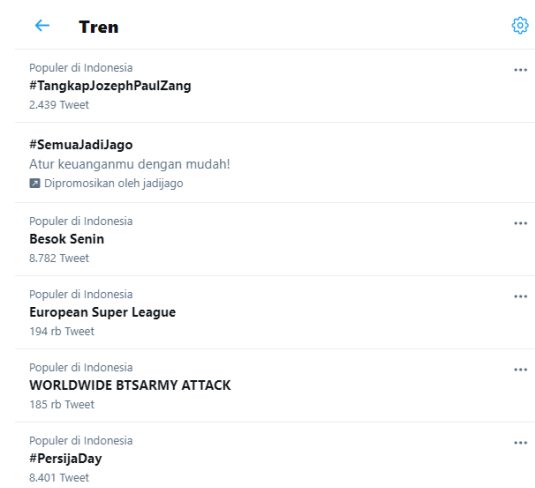 Tren
Populer di Indonesia
#TangkapJozephPaulZang
2.439 Tweet
#SemuaJadiJago
Atur keuanganmu dengan mudah!
Dipromosikan oleh jadijago
Populer di Indonesia
Besok Senin
8.782 Tweet
Populer di Indonesia
European Super League
194 rb Tweet
Populer di Indonesia
WORLDWIDE BTSARMY ATTACK
185 rb Tweet
Populer di Indonesia
#PersijaDay
8.401 Tweet